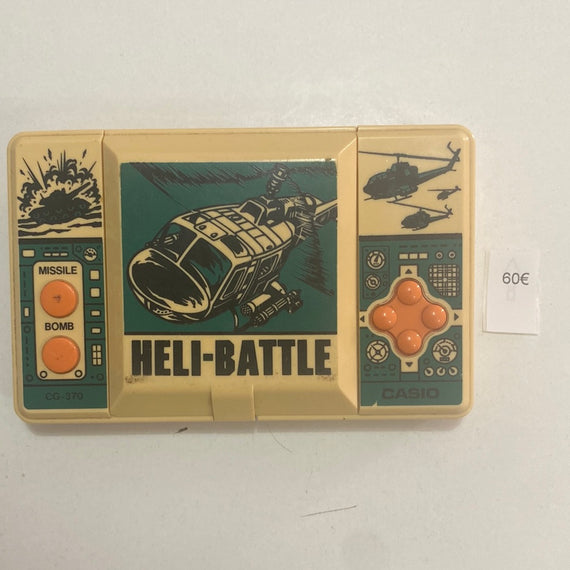 MISSILE
BOMB
CG-370
HELI-BATTLE
CASIO
60€